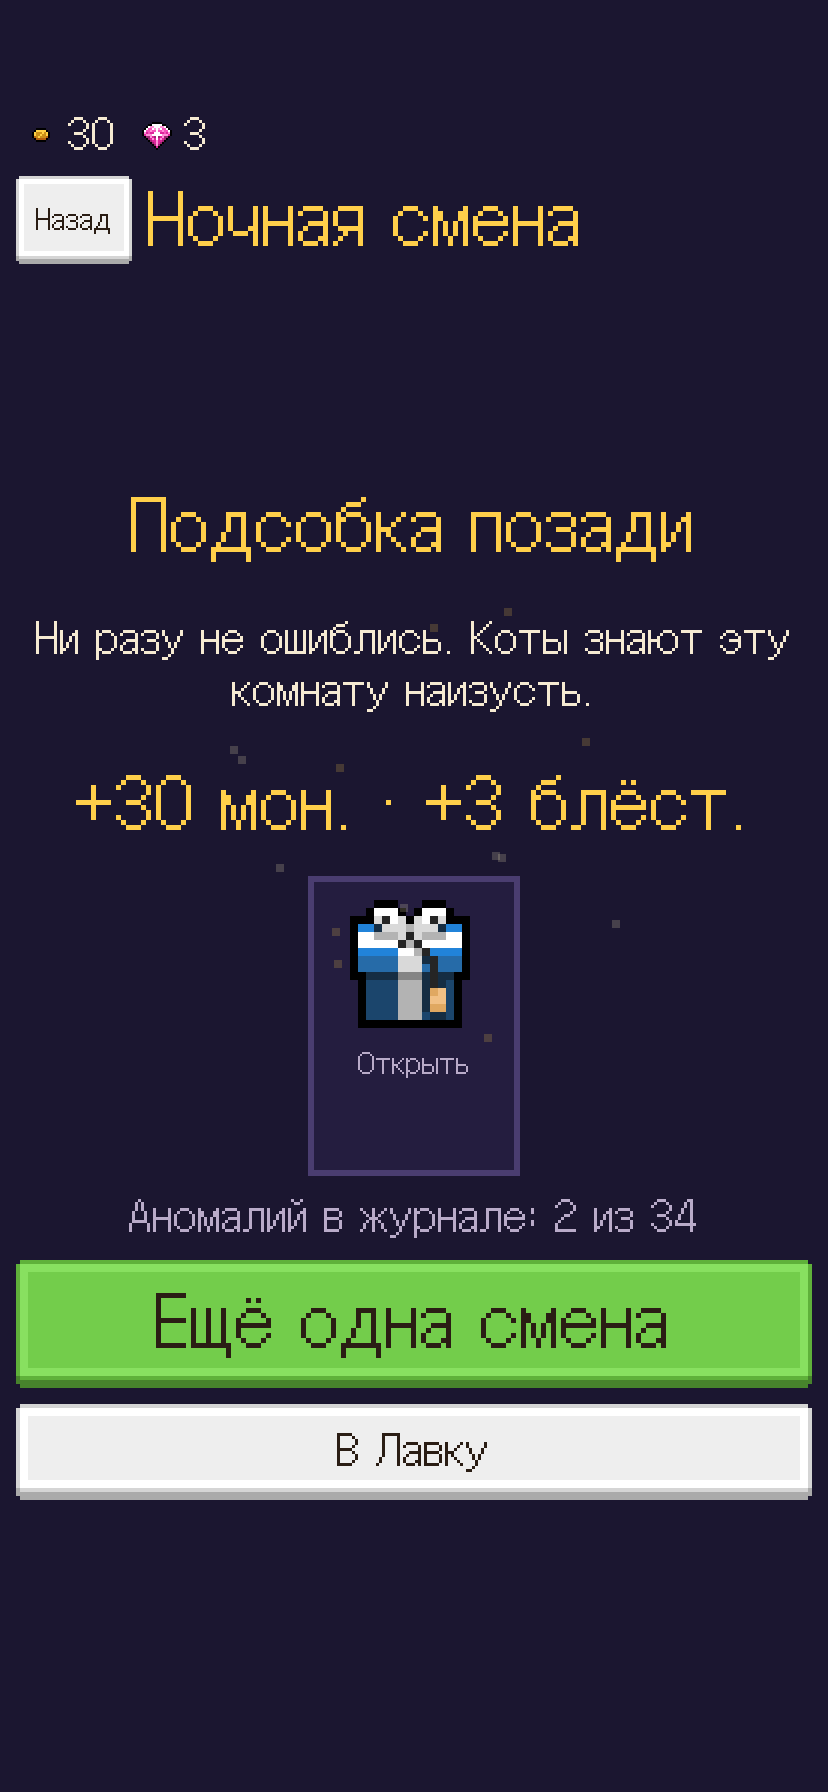 30 3
Назад
Ночная смена
Подсобка позади
Ни разу не ошиблись. Коты знают эту
комнату наизусть.
+30 мон. · +3 блёст.
Открыть
Аномалий в журнале: 2 из 34
Ещё одна смена
В Лавку